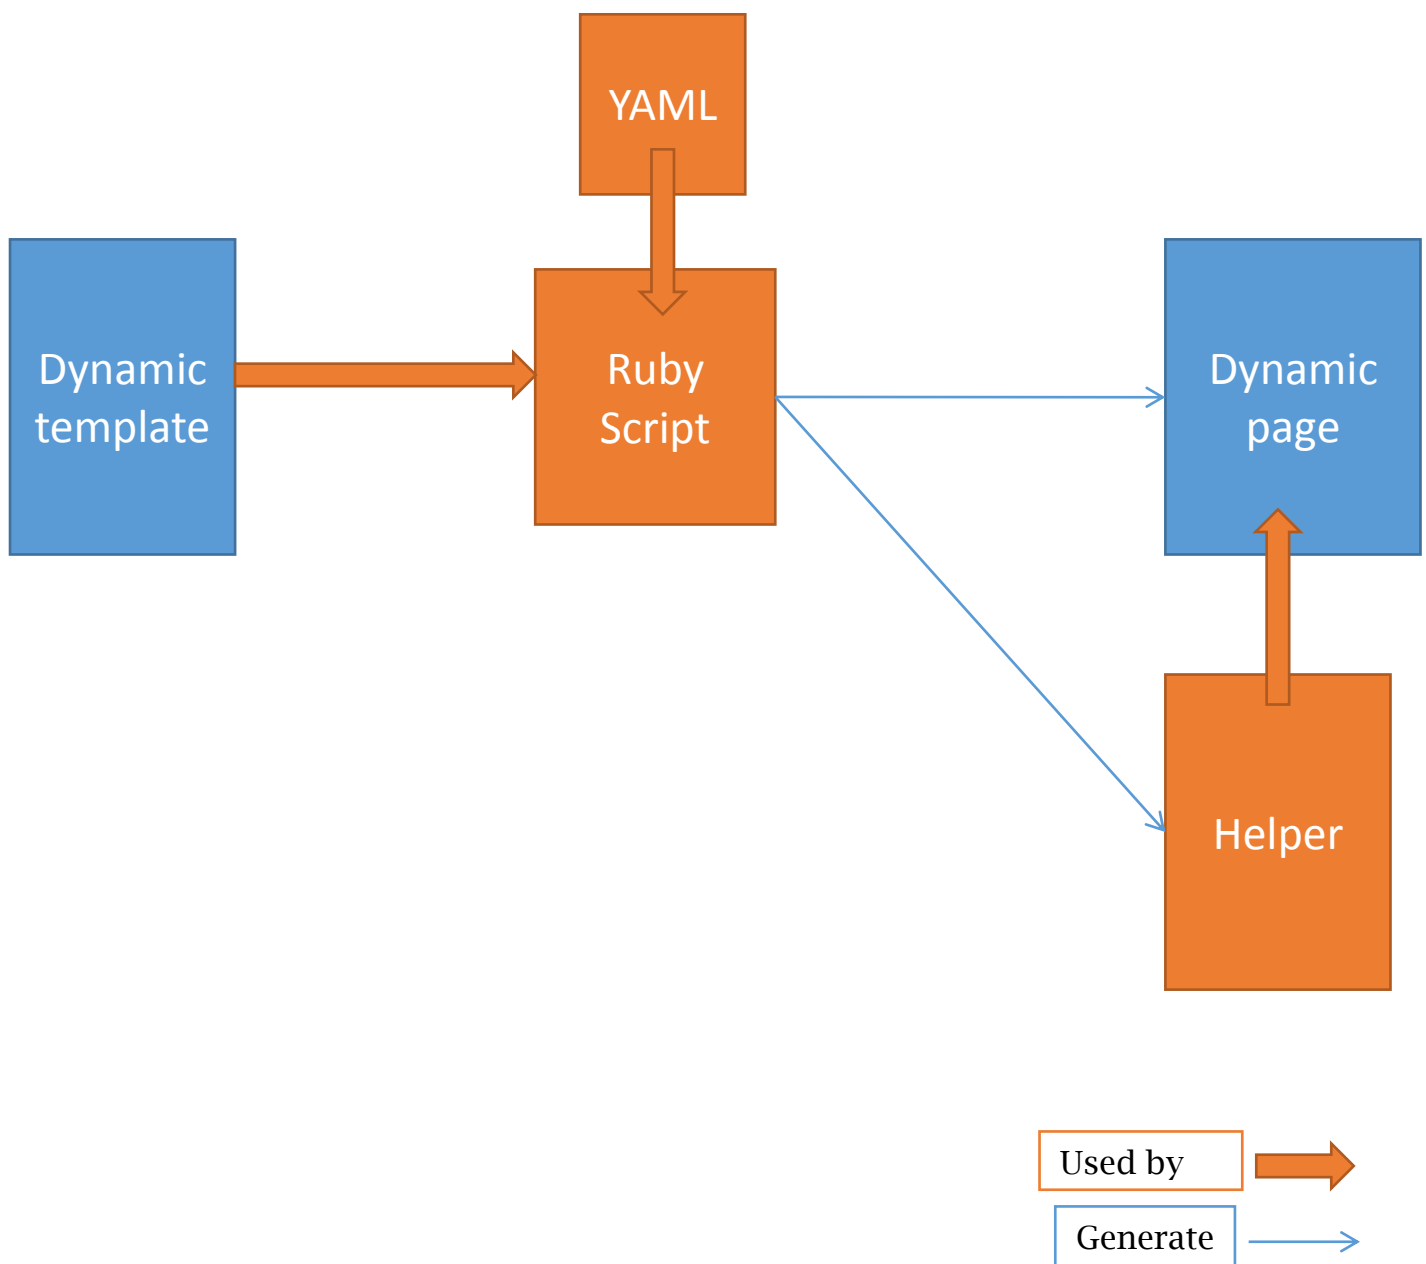 YAML
Dynamic
template
Ruby
Script
Dynamic
page
Helper
Used by
Generate